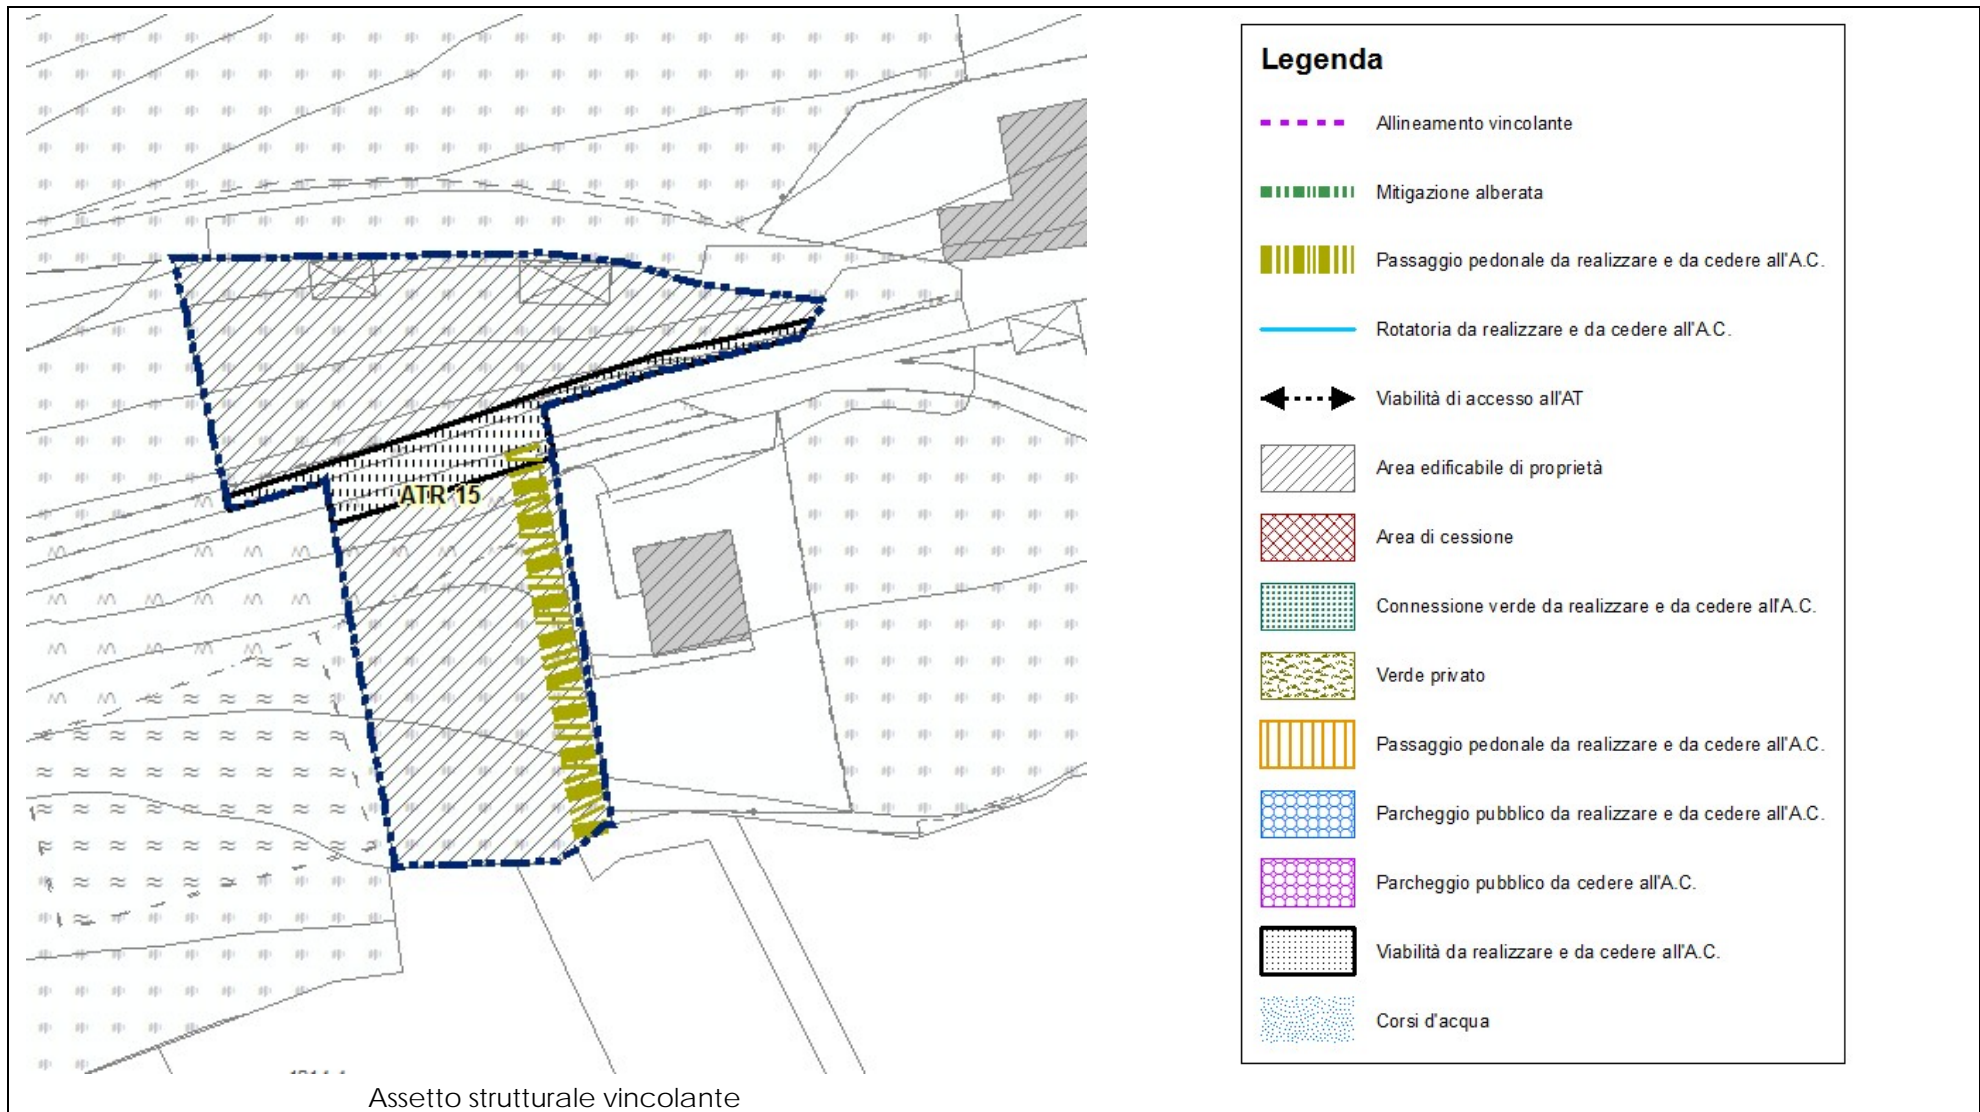 ATR 15
Assetto strutturale vincolante
Legenda
Allineamento vincolante
Mitigazione alberata
Passaggio pedonale da realizzare e da cedere all'A.C.
Rotatoria da realizzare e da cedere all'A.C.
Viabilità di accesso all'AT
Area edificabile di proprietà
Area di cessione
Connessione verde da realizzare e da cedere all'A.C.
Verde privato
Passaggio pedonale da realizzare e da cedere all'A.C.
Parcheggio pubblico da realizzare e da cedere all'A.C.
Parcheggio pubblico da cedere all'A.C.
Viabilità da realizzare e da cedere all'A.C.
Corsi d'acqua